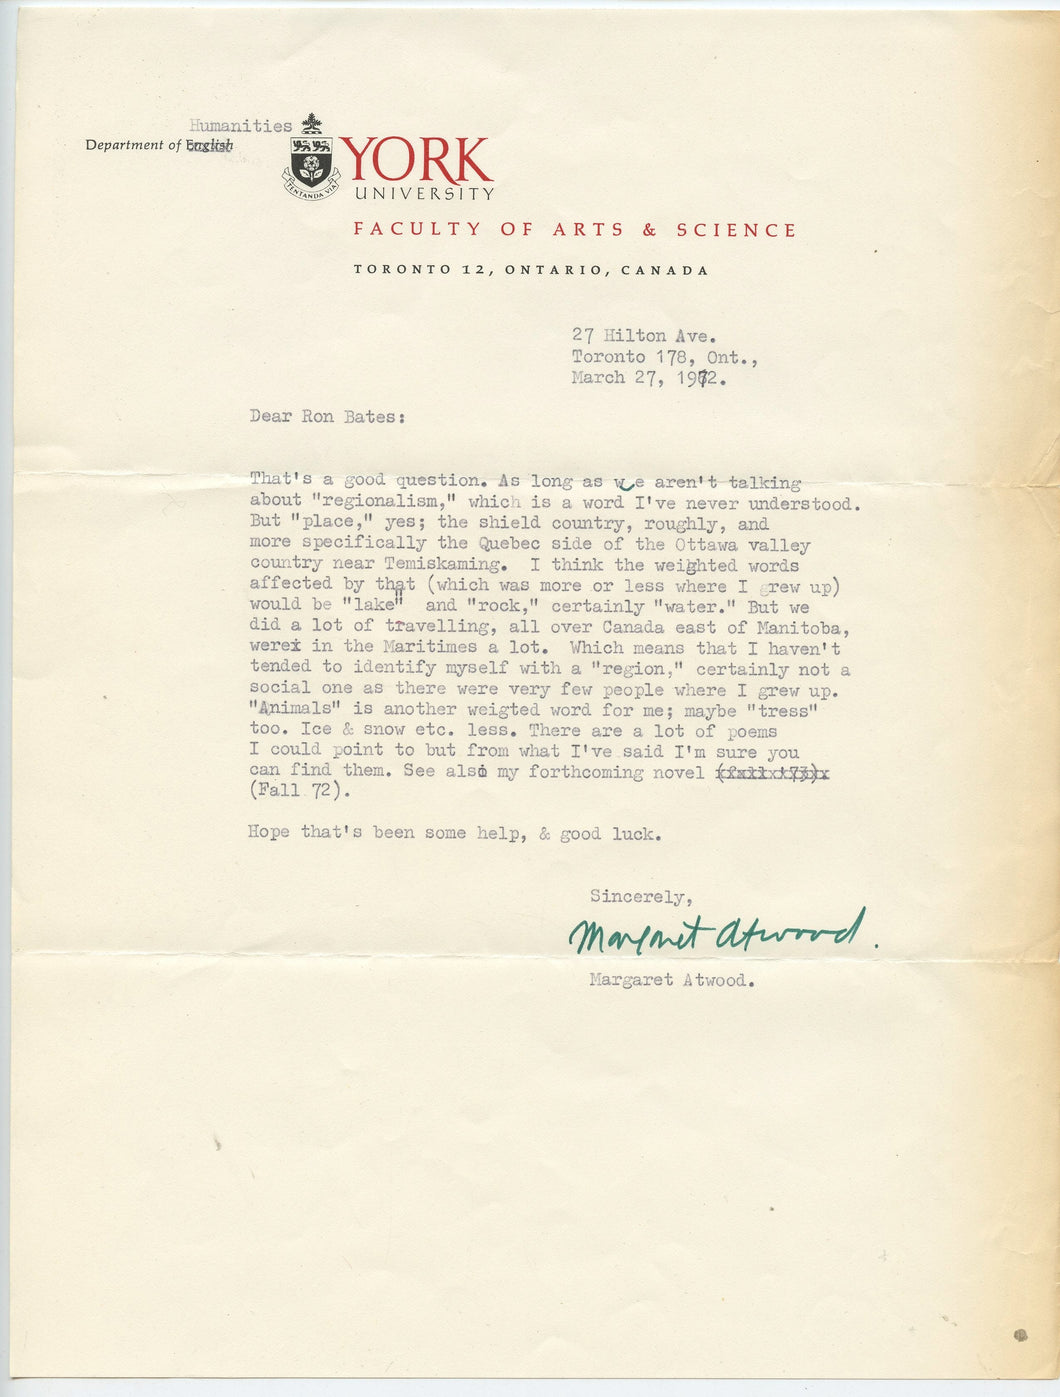 Humanities
Department of English
TENTANDA VIA
YORK
UNIVERSITY
FACULTY OF ARTS & SCIENCE
TORONTO 12, ONTARIO, CANADA
27 Hilton Ave.
Toronto 178, Ont.,
March 27, 1972.
Dear Ron Bates:
That's a good question. As long as we aren't talking
about "regionalism," which is a word I've never understood.
But "place," yes; the shield country, roughly, and
more specifically the Quebec side of the Ottawa valley
country near Temiskaming. I think the weighted words
affected by that (which was more or less where I grew up)
would be "lake" and "rock," certainly "water." But we
did a lot of travelling, all over Canada east of Manitoba,
were in the Maritimes a lot. Which means that I haven't
tended to identify myself with a "region," certainly not a
social one as there were very few people where I grew up.
"Animals" is another weigted word for me; maybe "tress"
too. Ice & snow etc. less. There are a lot of poems
I could point to but from what I've said I'm sure you
can find them. See also my forthcoming novel (fall '73)
(Fall 72).
Hope that's been some help, & good luck.
Sincerely,
Margaret Atwood.
Margaret Atwood.